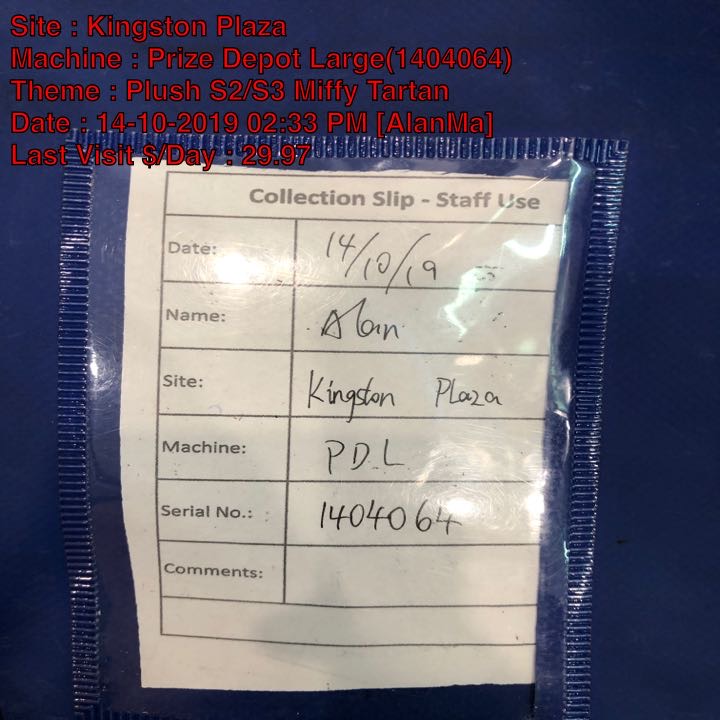 Site : Kingston Plaza
Machine : Prize Depot Large(1404064)
Theme : Plush S2/S3 Miffy Tartan
Date : 14-10-2019 02:33 PM [AlanMa]
Last Visit $/Day : 29.97
Collection Slip - Staff Use
Date: 14/10/19
Name: Alan
Site: Kingston Plaza
Machine: PDL
Serial No.: 1404064
Comments: